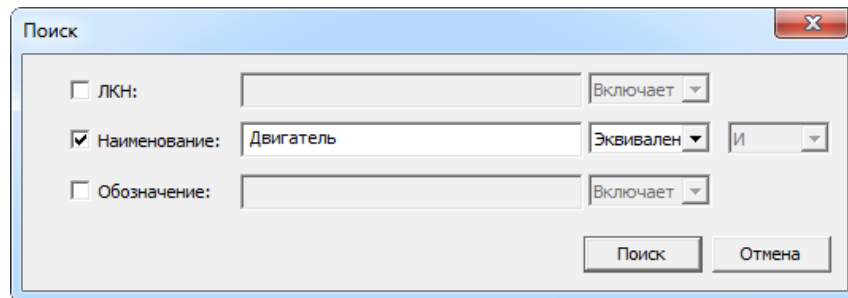 Поиск
ЛКН: Включает
Наименование: Двигатель Эквивален И
Обозначение: Включает
Поиск Отмена